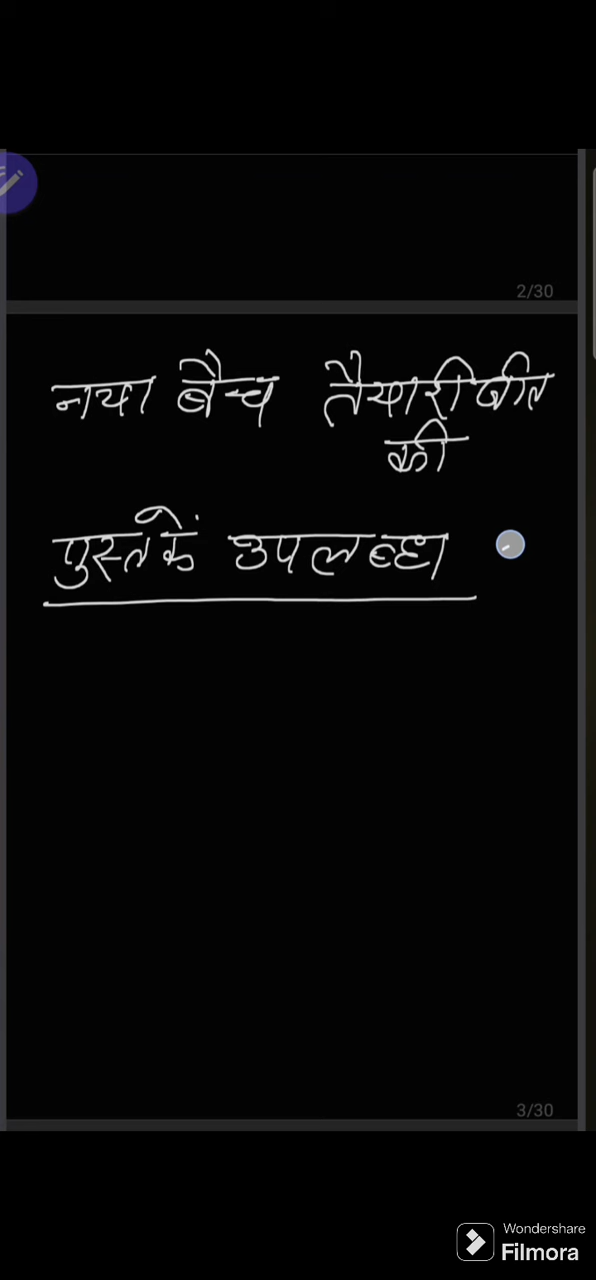 2/30
नया बैच तैयारी जीत
की
पुस्तकें उपलब्ध
3/30
Wondershare
Filmora